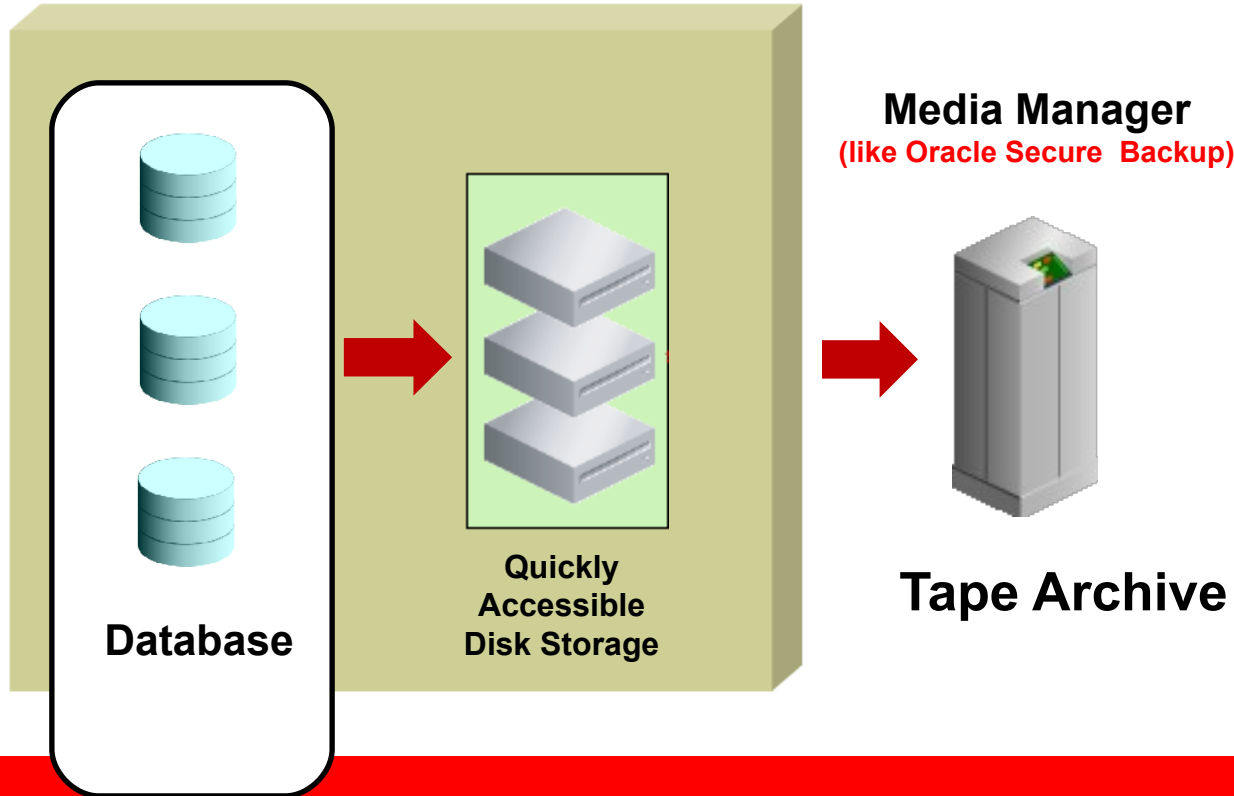 Media Manager
(like Oracle Secure  Backup)
Quickly
Accessible
Disk Storage
Database
Tape Archive